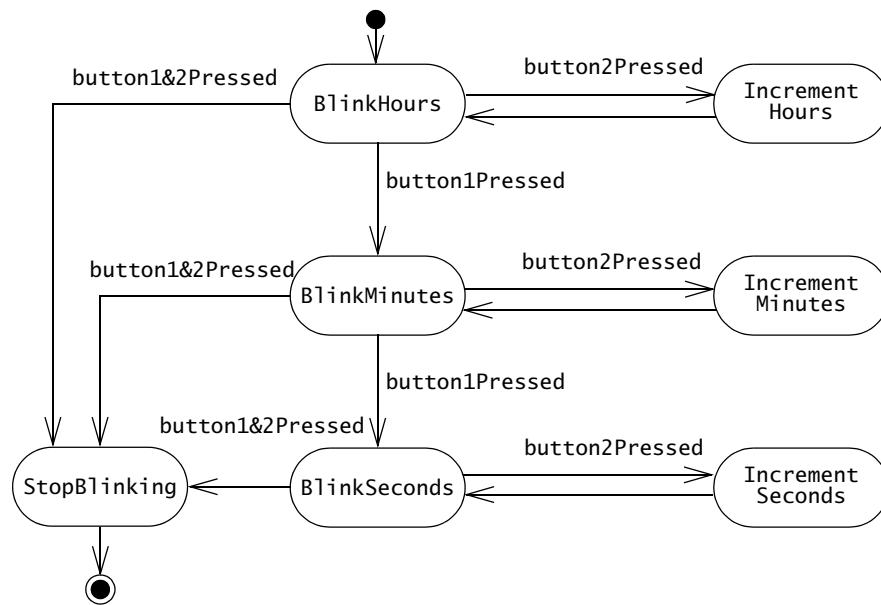 button1&2Pressed
button2Pressed
BlinkHours
Increment
Hours
button1Pressed
button1&2Pressed
button2Pressed
BlinkMinutes
Increment
Minutes
button1Pressed
button1&2Pressed
button2Pressed
StopBlinking
BlinkSeconds
Increment
Seconds